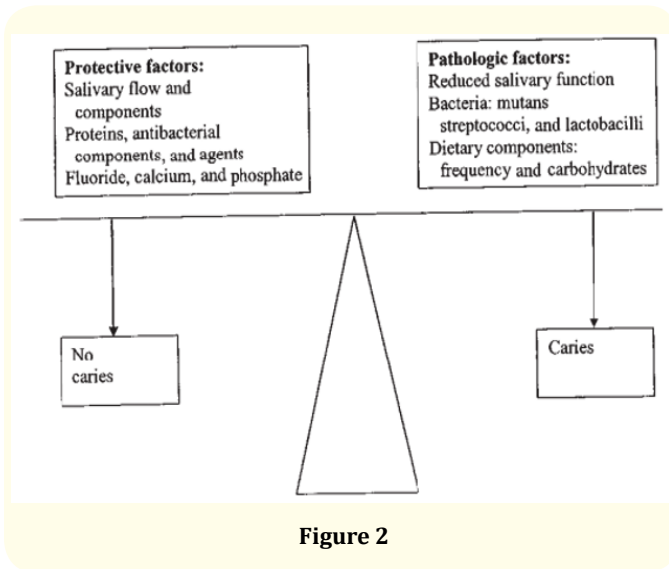 Protective factors:
Salivary flow and
components
Proteins, antibacterial
components, and agents
Fluoride, calcium, and phosphate
Pathologic factors:
Reduced salivary function
Bacteria: mutans
streptococci, and lactobacilli
Dietary components:
frequency and carbohydrates
No
caries
Caries
Figure 2